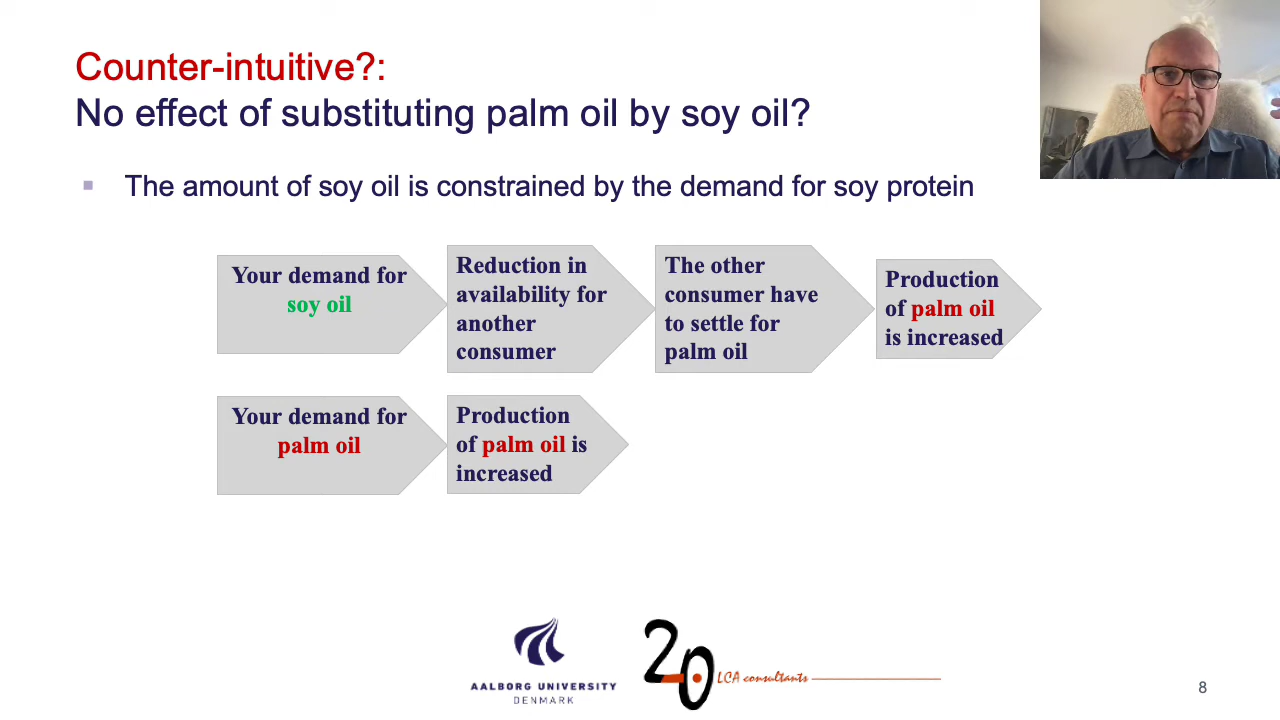 Counter-intuitive?:
No effect of substituting palm oil by soy oil?
▪ The amount of soy oil is constrained by the demand for soy protein
Your demand for
soy oil
Reduction in
availability for
another
consumer
The other
consumer have
to settle for
palm oil
Production
of palm oil
is increased
Your demand for
palm oil
Production
of palm oil is
increased
AALBORG UNIVERSITY
DENMARK
2.0 LCA consultants
8